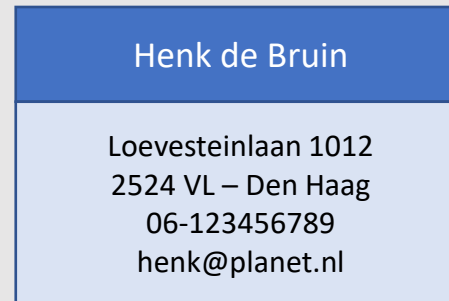 Henk de Bruin
Loevesteinlaan 1012
2524 VL – Den Haag
06-123456789
henk@planet.nl